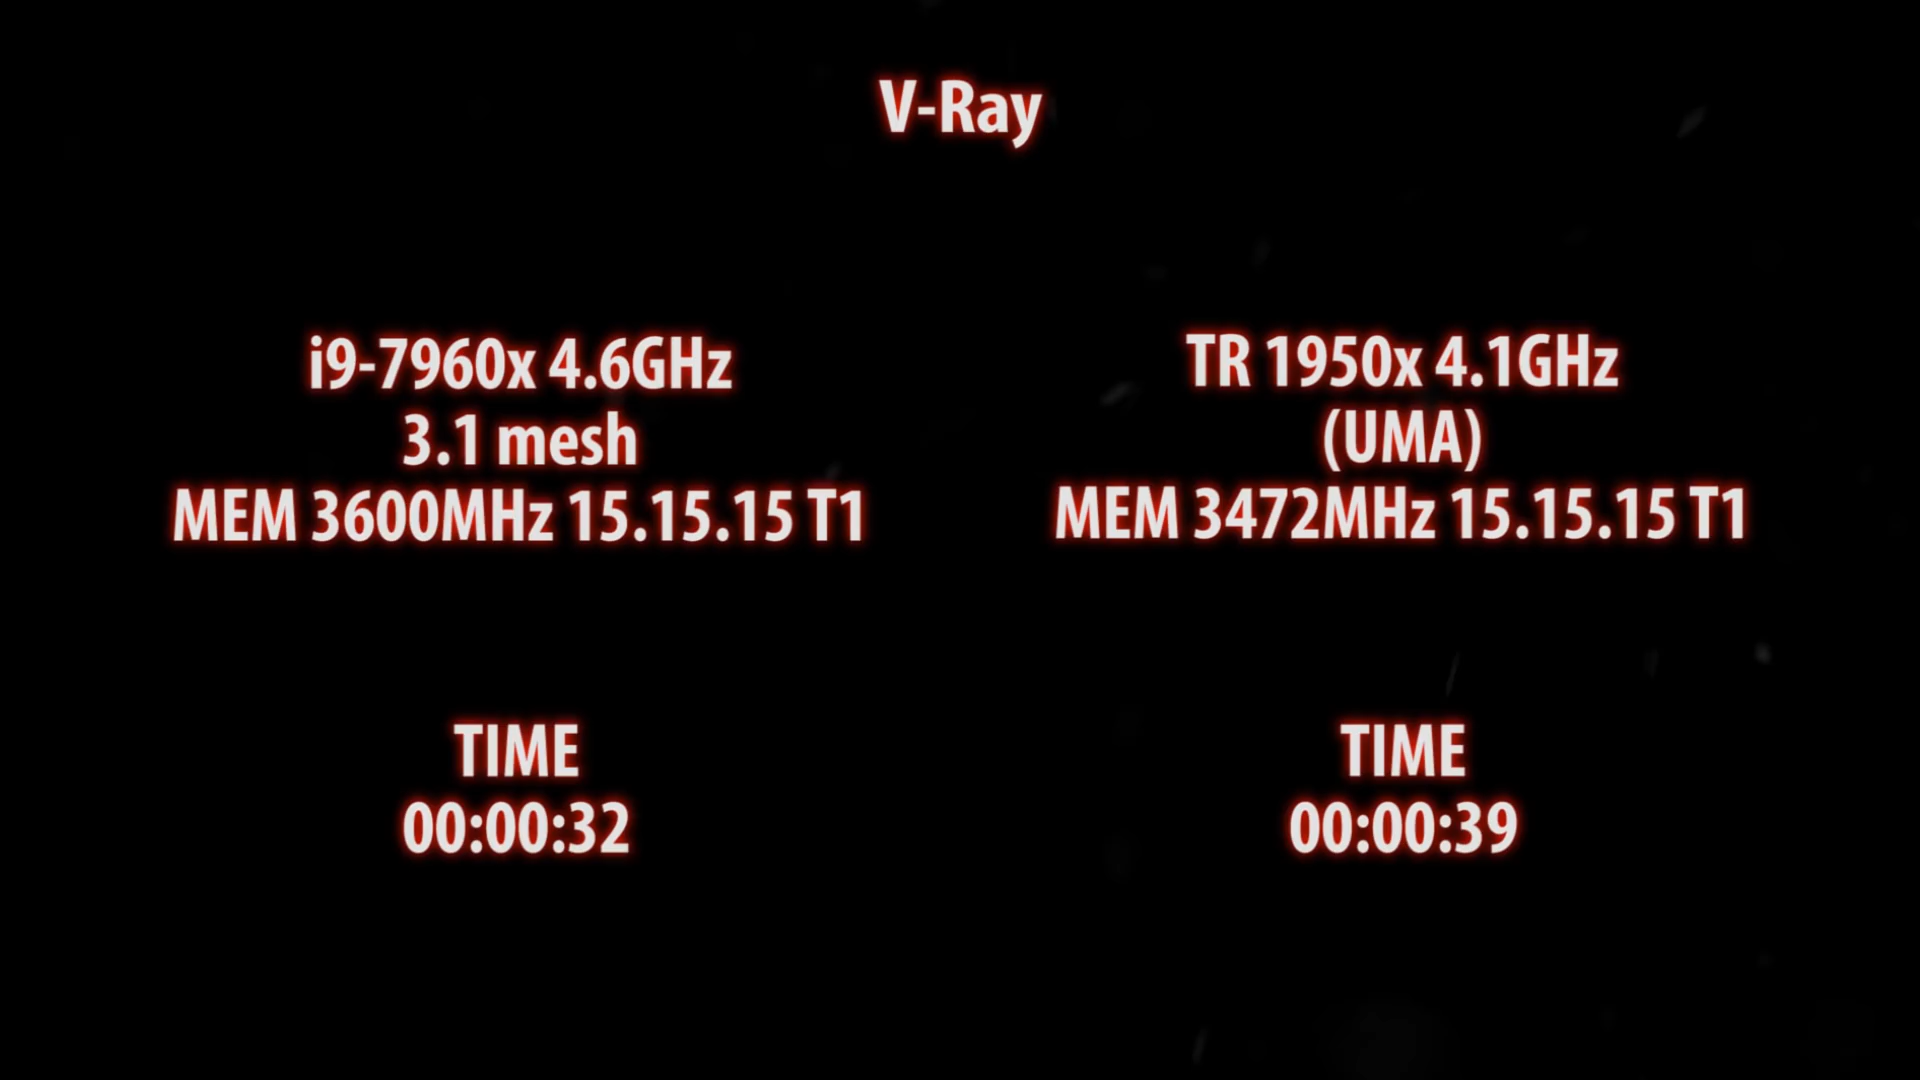 V-Ray
i9-7960x 4.6GHz
3.1 mesh
MEM 3600MHz 15.15.15 T1
TIME
00:00:32
TR 1950x 4.1GHz
(UMA)
MEM 3472MHz 15.15.15 T1
TIME
00:00:39